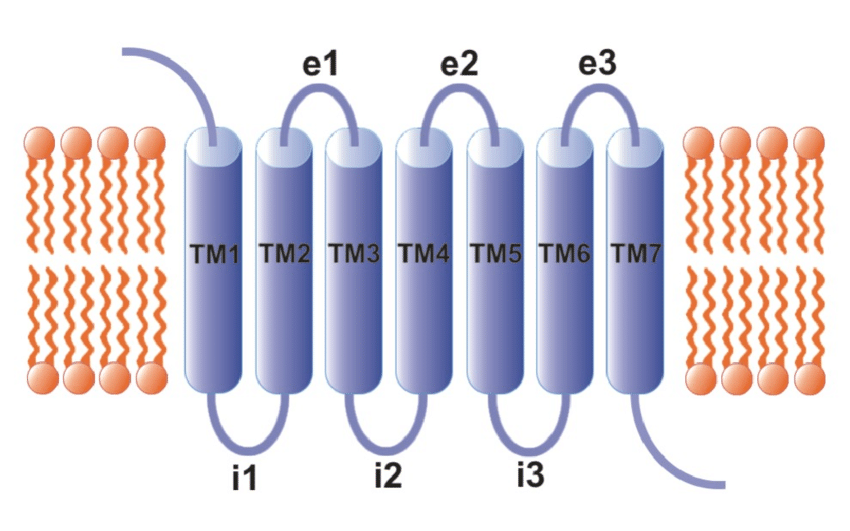 e1 e2 e3
TM1 TM2 TM3 TM4 TM5 TM6 TM7
i1 i2 i3